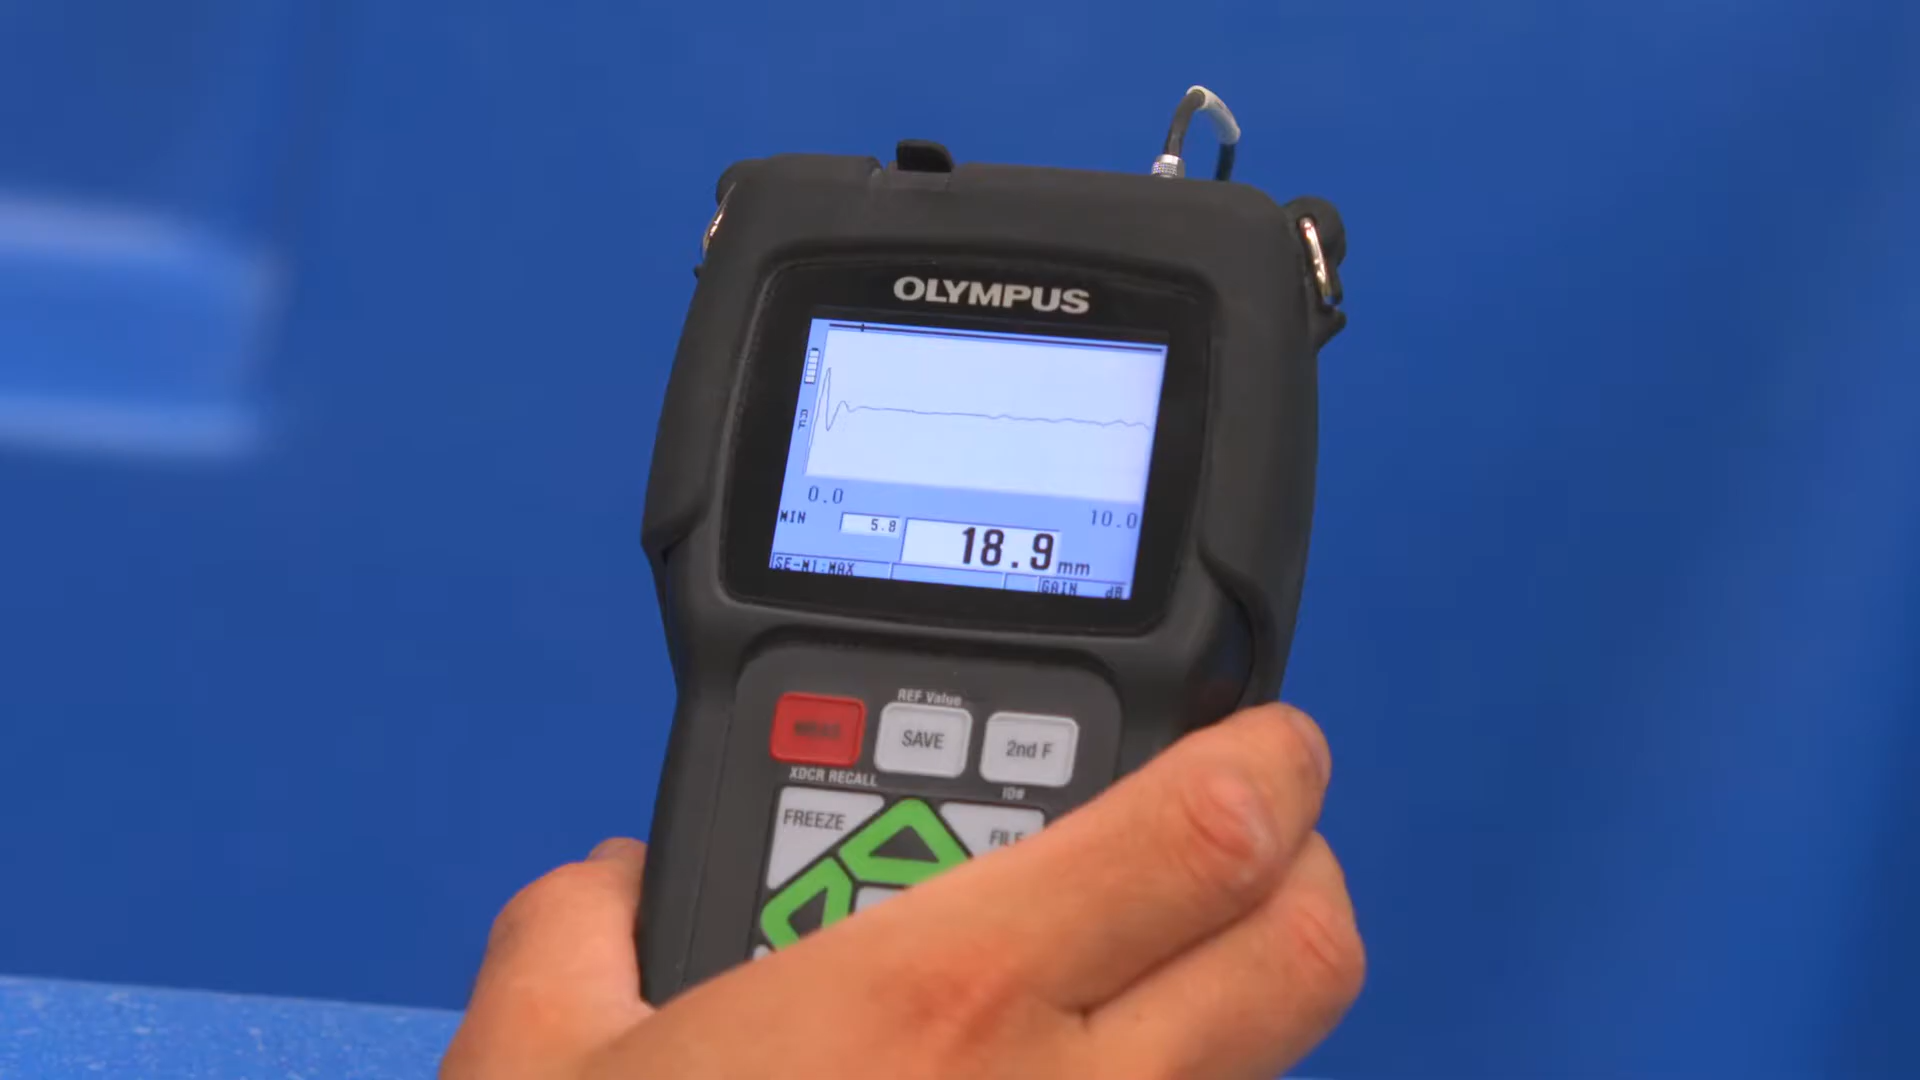 OLYMPUS
0.0
10.0
MIN 5.8 18.9 mm
SE-M1:MAX GAIN dB
REF Value
SAVE
2nd F
XDCR RECALL
ID#
FREEZE
FILE